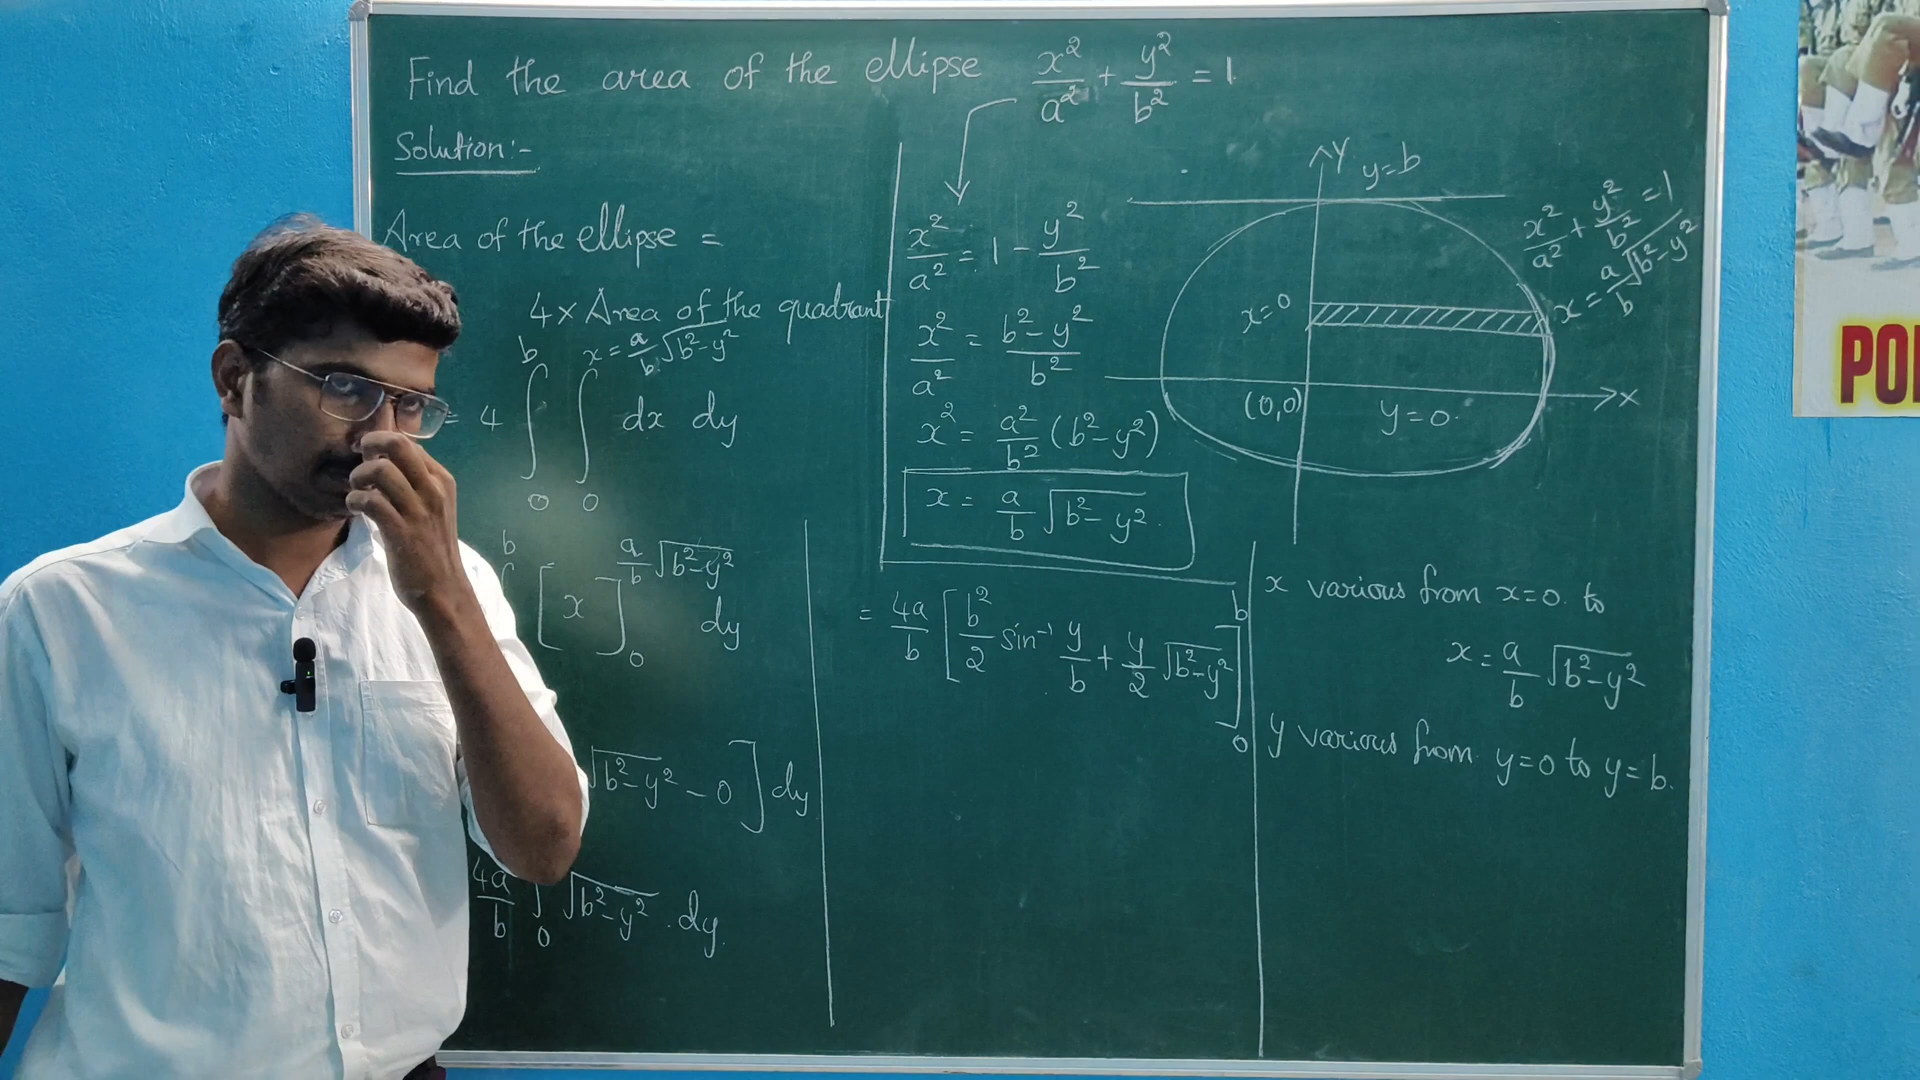 Find the area of the ellipse x²/a² + y²/b² = 1.
Solution:-
Area of the ellipse =
4 × Area of the quadrant
= 4 ∫₀ᵇ ∫₀^(x = a/b √(b²-y²)) dx dy
b [x]₀^(a/b √(b²-y²)) dy
√(b²-y²) - 0] dy
4a/b ∫₀ √(b²-y²) . dy.
x²/a² = 1 - y²/b²
x²/a² = (b²-y²)/b²
x² = a²/b² (b²-y²)
x = a/b √(b²-y²).
= 4a/b [b²/2 sin⁻¹ y/b + y/2 √(b²-y²)]₀ᵇ
Y
y=b
x²/a² + y²/b² = 1
x = a/b √(b²-y²)
x=0
(0,0)
y=0.
x
x various from x=0. to
x = a/b √(b²-y²)
y various from y=0 to y=b.
POI